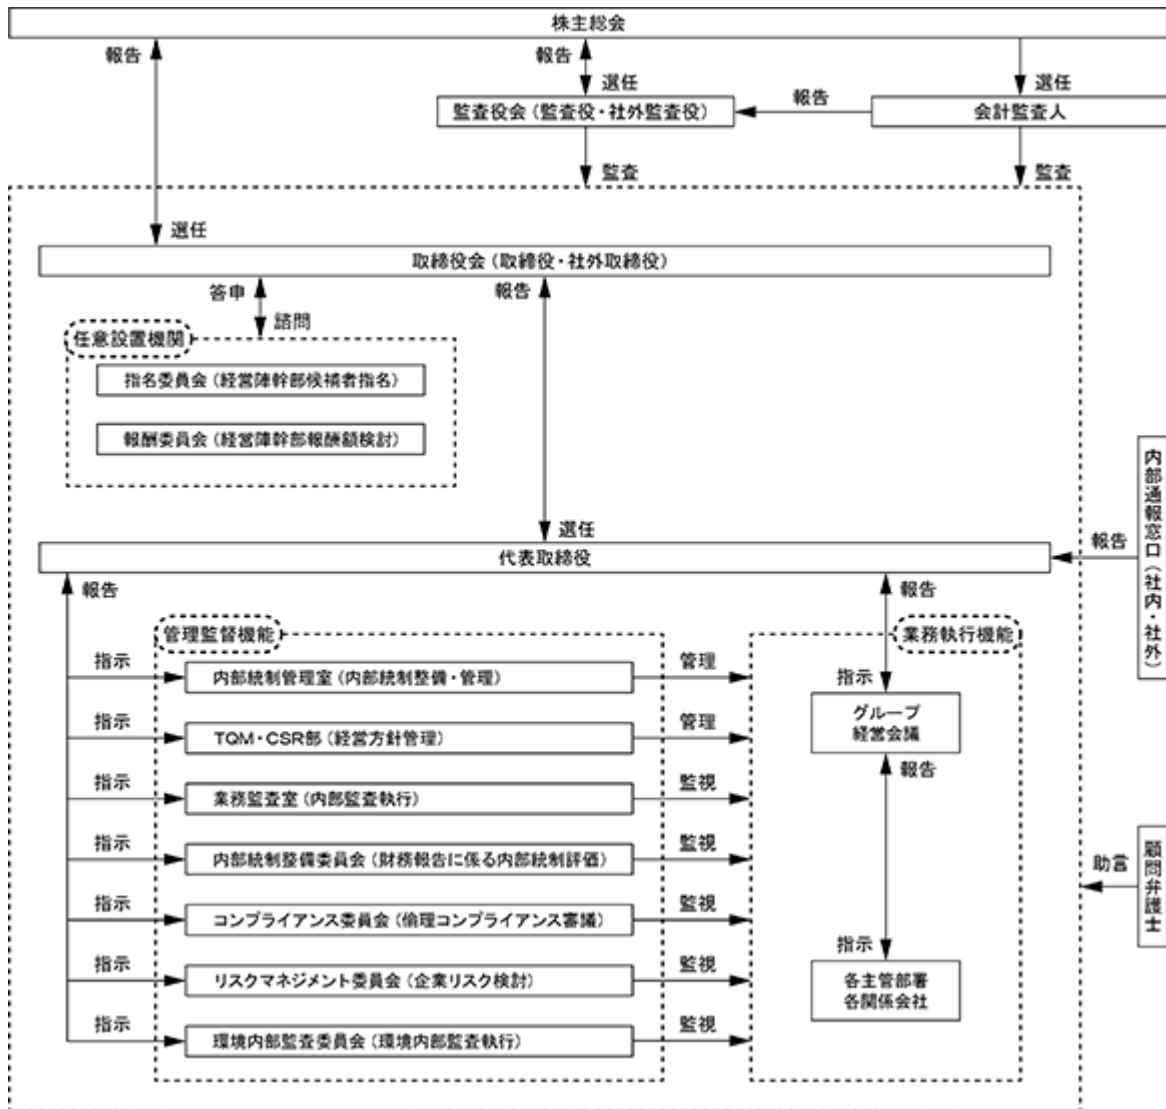 株主総会
報告
報告
選任
選任
監査役会（監査役・社外監査役）
報告
会計監査人
監査
監査
選任
取締役会（取締役・社外取締役）
答申
諮問
報告
任意設置機関
指名委員会（経営陣幹部候補者指名）
報酬委員会（経営陣幹部報酬額検討）
選任
代表取締役
報告
内部通報窓口（社内・社外）
報告
報告
管理監督機能
業務執行機能
指示
内部統制管理室（内部統制整備・管理）
管理
指示
グループ
経営会議
指示
TQM・CSR部（経営方針管理）
管理
報告
指示
業務監査室（内部監査執行）
監視
指示
内部統制整備委員会（財務報告に係る内部統制評価）
監視
助言
顧問弁護士
指示
コンプライアンス委員会（倫理コンプライアンス審議）
監視
指示
指示
リスクマネジメント委員会（企業リスク検討）
監視
各主管部署
各関係会社
指示
環境内部監査委員会（環境内部監査執行）
監視